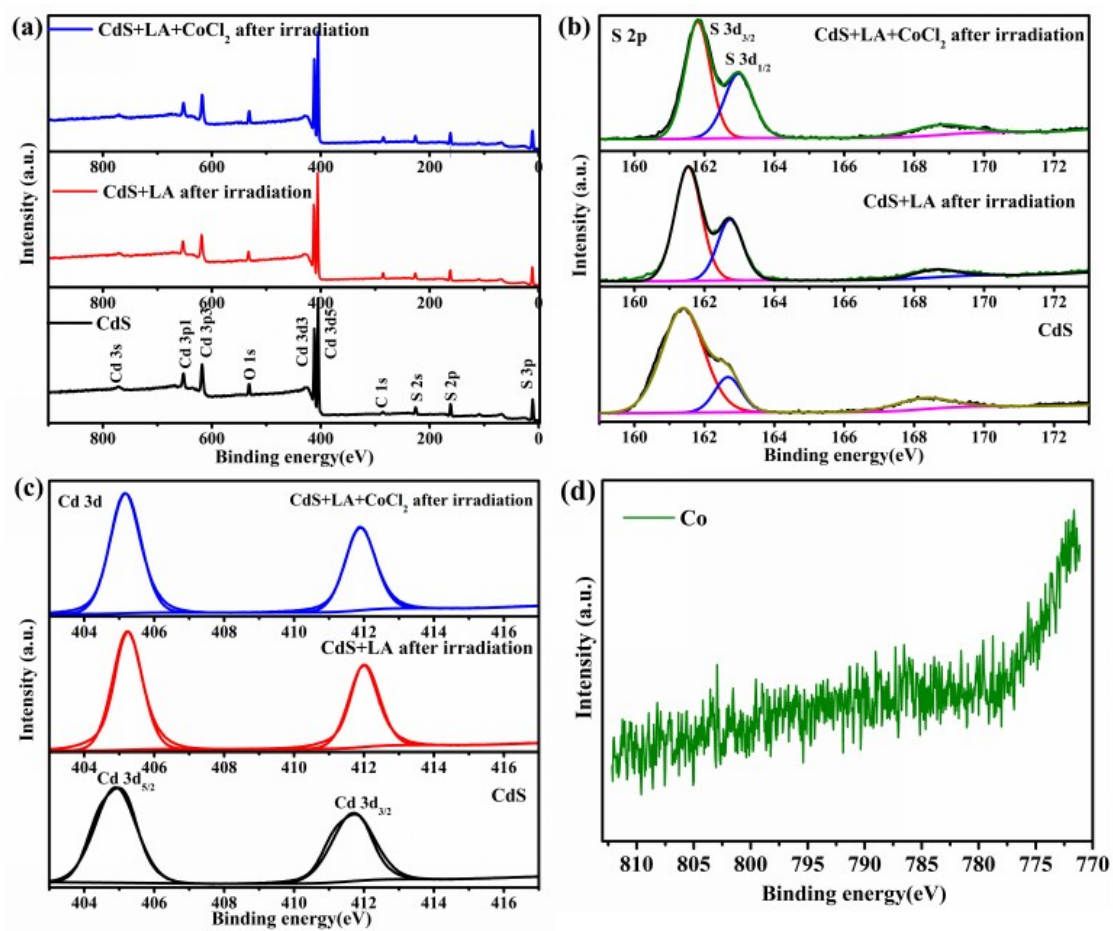 (a)
CdS+LA+CoCl₂ after irradiation
900 800 600 400 200 0
CdS+LA after irradiation
800 600 400 200 0
CdS
Cd 3s
Cd 3p1
Cd 3p3
O 1s
Cd 3d3
Cd 3d5
C 1s
S 2s
S 2p
S 3p
800 600 400 200 0
Binding energy(eV)
Intensity (a.u.)
(b)
S 2p
S 3d₃/₂
S 3d₁/₂
CdS+LA+CoCl₂ after irradiation
160 162 164 166 168 170 172
CdS+LA after irradiation
160 162 164 166 168 170 172
CdS
160 162 164 166 168 170 172
Binding energy(eV)
Intensity (a.u.)
(c)
Cd 3d
CdS+LA+CoCl₂ after irradiation
404 406 408 410 412 414 416
CdS+LA after irradiation
404 406 408 410 412 414 416
Cd 3d₅/₂
Cd 3d₃/₂
CdS
404 406 408 410 412 414 416
Binding energy(eV)
Intensity (a.u.)
(d)
Co
810 805 800 795 790 785 780 775 770
Binding energy(eV)
Intensity (a.u.)